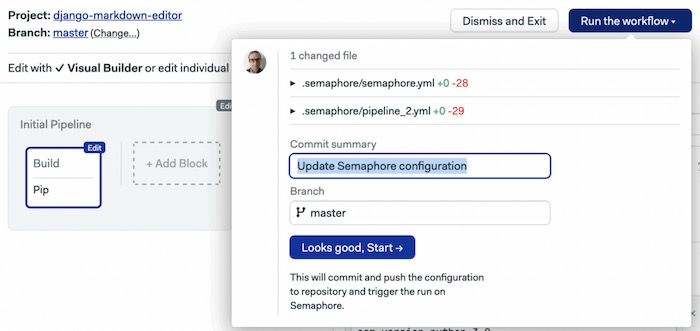 Project: django-markdown-editor
Branch: master (Change...)
Dismiss and Exit
Run the workflow
Edit with ✓ Visual Builder or edit individual
1 changed file
.semaphore/semaphore.yml +0 -28
.semaphore/pipeline_2.yml +0 -29
Initial Pipeline
Edit
Build
Pip
+ Add Block
Commit summary
Update Semaphore configuration
Branch
master
Looks good, Start →
This will commit and push the configuration
to repository and trigger the run on
Semaphore.